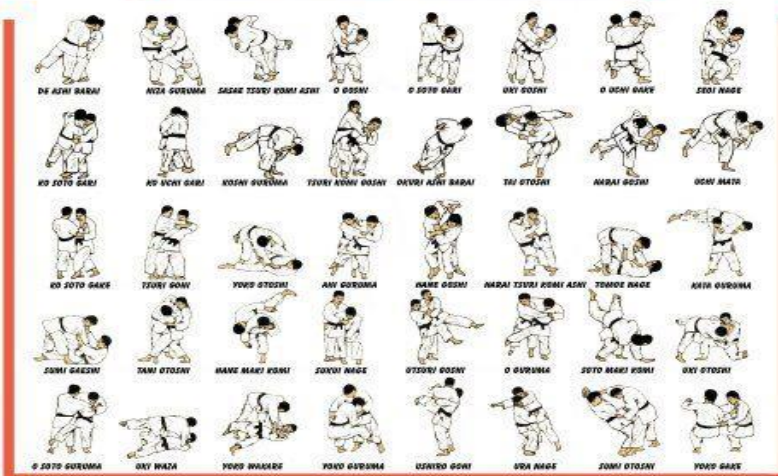 DE ASHI BARAI HIZA GURUMA SASAE TSURI KOMI ASHI O GOSHI O SOTO GARI UKI GOSHI O UCHI GAKE SEOI NAGE
KO SOTO GARI KO UCHI GARI KOSHI GURUMA TSURI KOMI GOSHI OKURI ASHI BARAI TAI OTOSHI HARAI GOSHI UCHI MATA
KO SOTO GAKE TSURI GOHI YOKO OTOSHI AHI GURUMA HANE GOSHI HARAI TSURI KOMI ASHI TOMOE NAGE KATA GURUMA
SUMI GAESHI TANI OTOSHI HANE MAKI KOMI SUKUI NAGE UTSURI GOSHI O GURUMA SOTO MAKI KOMI UKI OTOSHI
O SOTO GURUMA UKI WAZA YOKO WAKARE YOKO GURUMA USHIRO GOHI URA NAGE SUMI OTOSHI YOKO GAKE